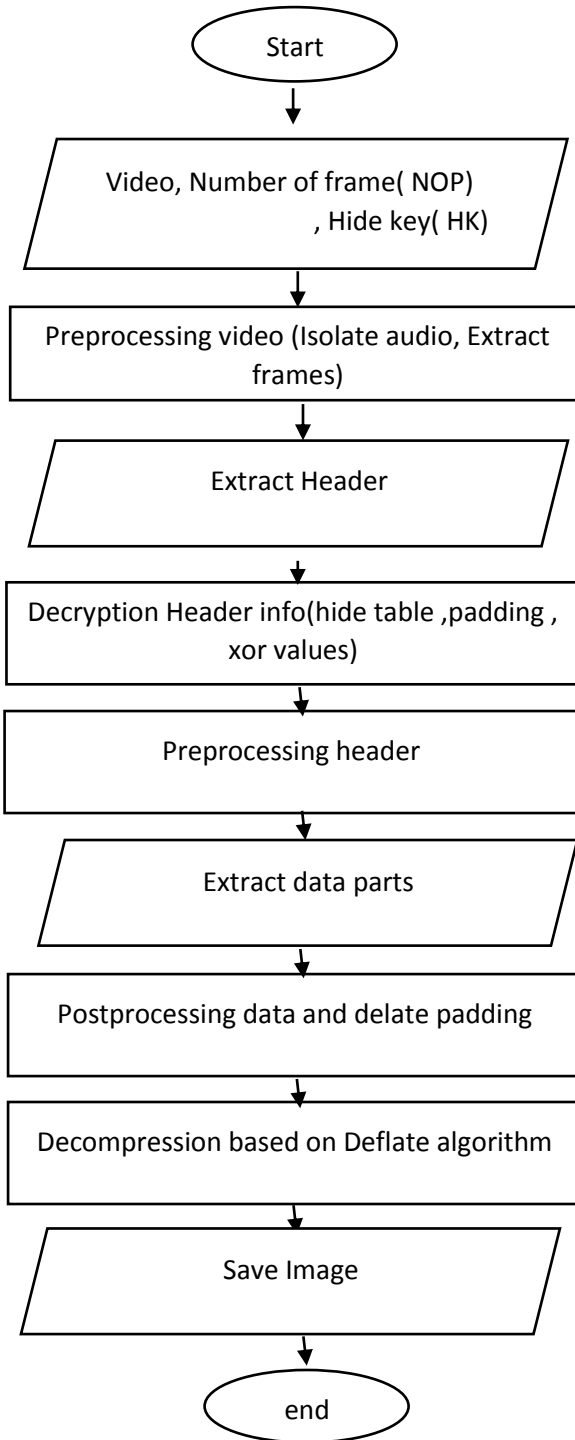 Start
Video, Number of frame( NOP)
, Hide key( HK)
Preprocessing video (Isolate audio, Extract
frames)
Extract Header
Decryption Header info(hide table ,padding ,
xor values)
Preprocessing header
Extract data parts
Postprocessing data and delate padding
Decompression based on Deflate algorithm
Save Image
end